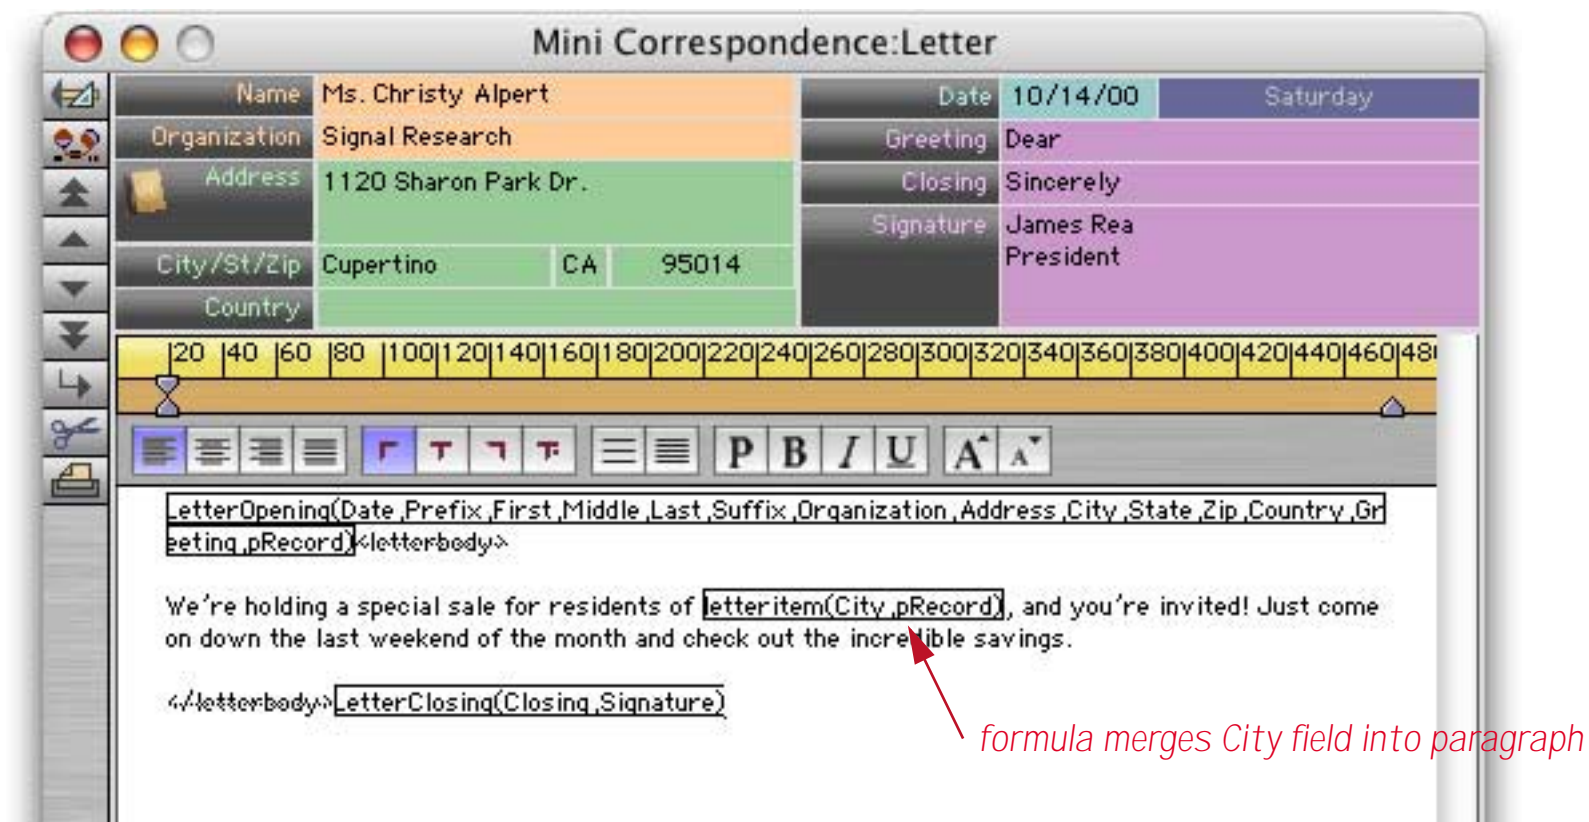 Mini Correspondence:Letter
Name Ms. Christy Alpert Date 10/14/00 Saturday
Organization Signal Research Greeting Dear
Address 1120 Sharon Park Dr. Closing Sincerely
Signature James Rea
City/St/Zip Cupertino CA 95014 President
Country
|20 |40 |60 |80 |100|120|140|160|180|200|220|240|260|280|300|320|340|360|380|400|420|440|460|48
P B I U A A
LetterOpening(Date,Prefix,First,Middle,Last,Suffix,Organization,Address,City,State,Zip,Country,Gr
eeting,pRecord)<letterbody>
We're holding a special sale for residents of letteritem(City,pRecord), and you're invited! Just come
on down the last weekend of the month and check out the incredible savings.
</letterbody>LetterClosing(Closing,Signature)
formula merges City field into paragraph